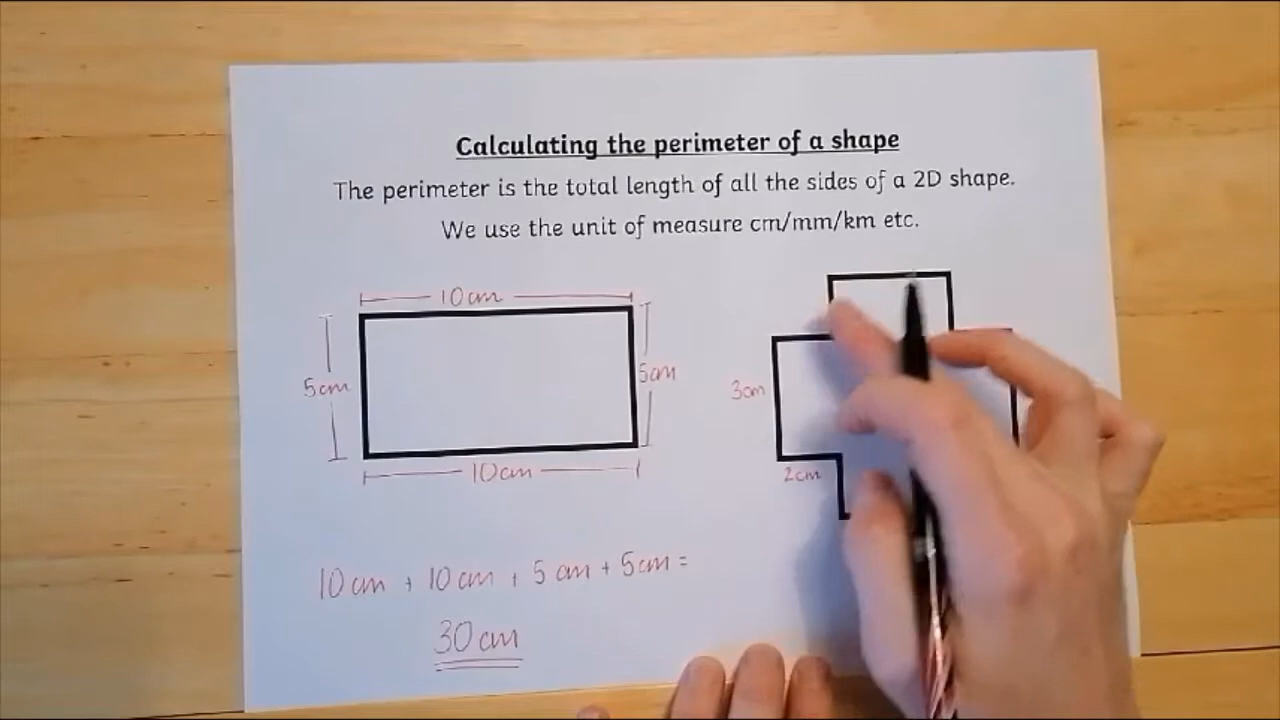 Calculating the perimeter of a shape
The perimeter is the total length of all the sides of a 2D shape.
We use the unit of measure cm/mm/km etc.
10cm
5cm
5cm
10cm
3cm
2cm
10cm + 10cm + 5cm + 5cm =
30cm